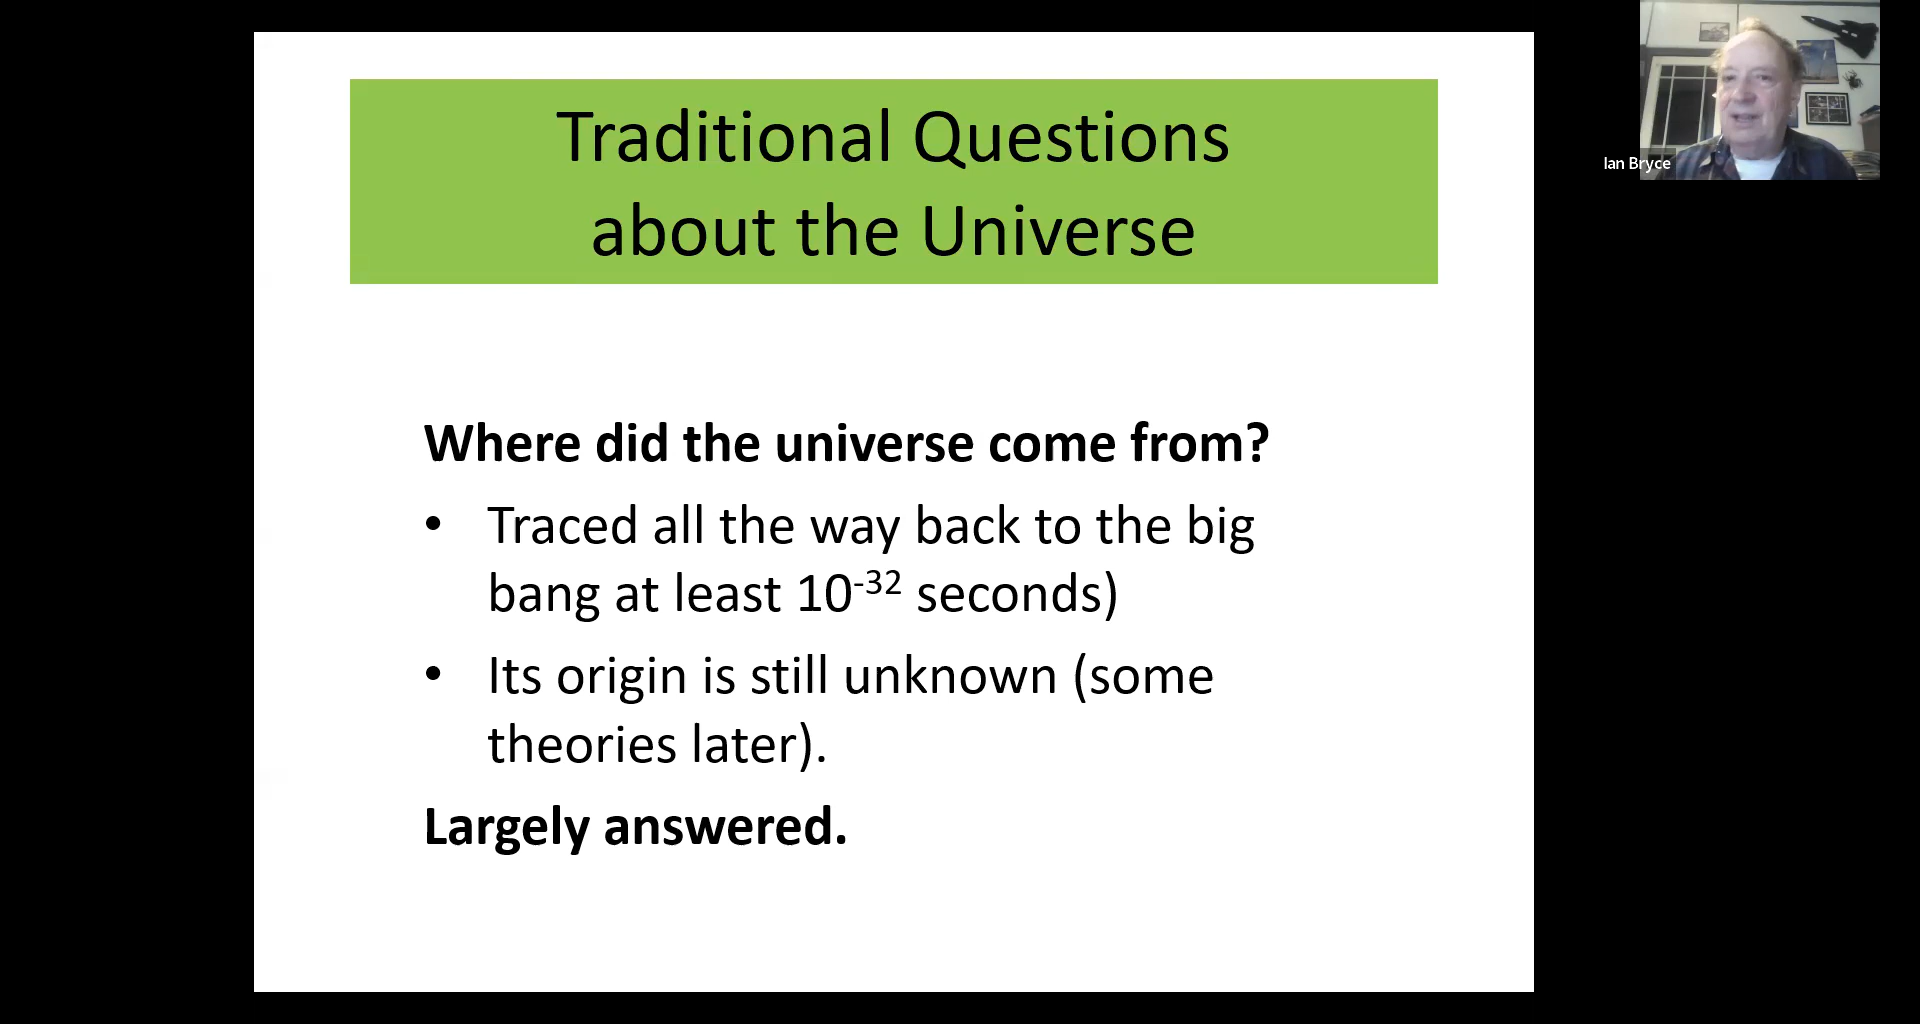 Traditional Questions
about the Universe
Where did the universe come from?
• Traced all the way back to the big
bang at least 10⁻³² seconds)
• Its origin is still unknown (some
theories later).
Largely answered.
Ian Bryce